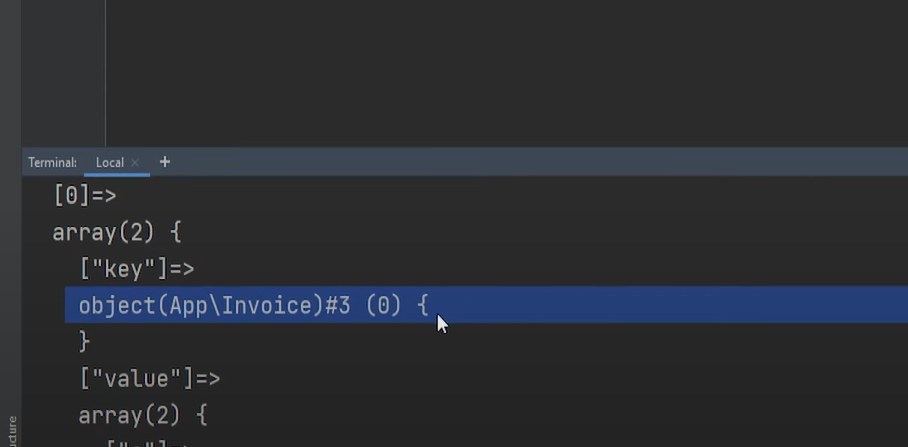 Terminal: Local × +
[0]=>
array(2) {
["key"]=>
object(App\Invoice)#3 (0) {
}
["value"]=>
array(2) {